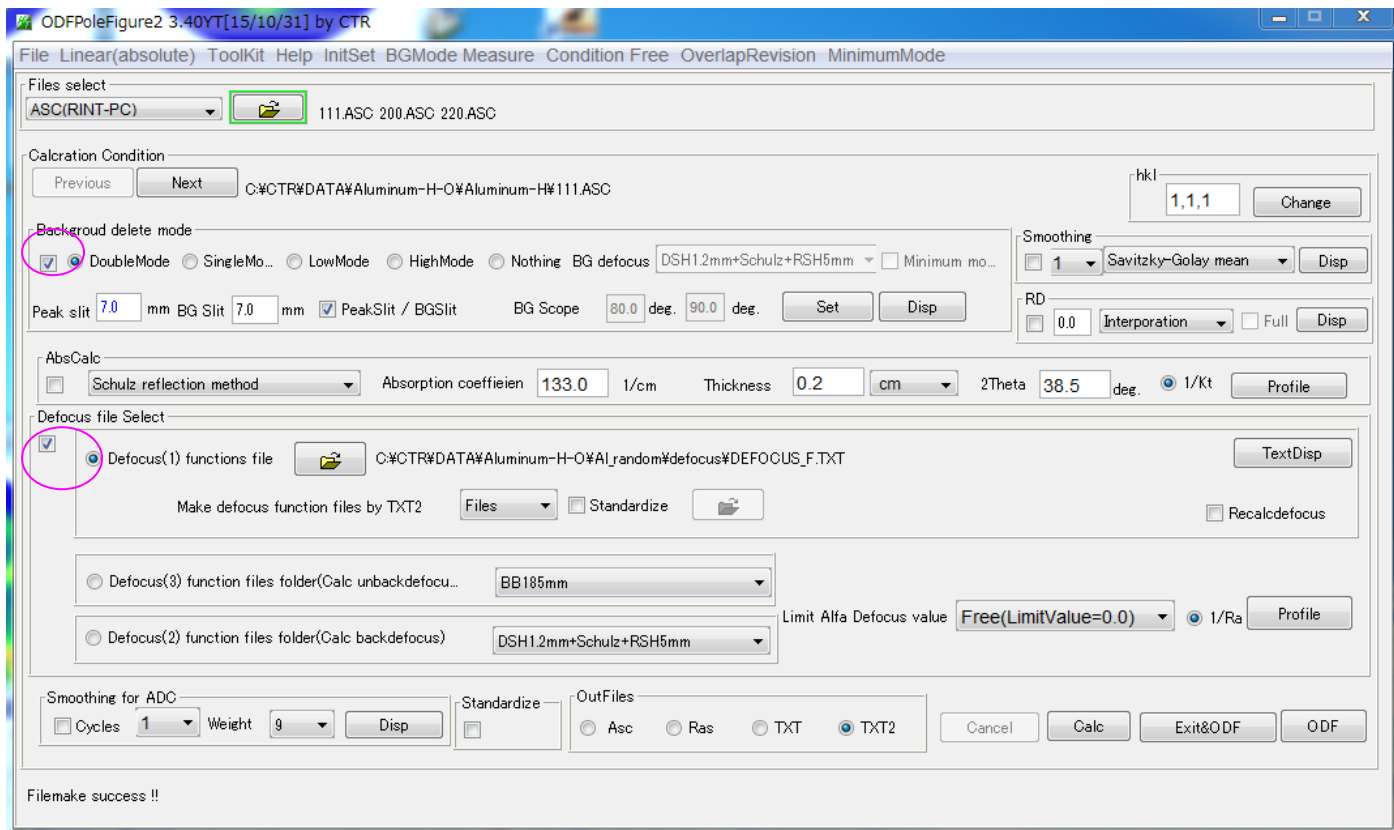 ODFPoleFigure2 3.40YT[15/10/31] by CTR
File Linear(absolute) ToolKit Help InitSet BGMode Measure Condition Free OverlapRevision MinimumMode
Files select
ASC(RINT-PC) 111.ASC 200.ASC 220.ASC
Calcration Condition
Previous Next C:¥CTR¥DATA¥Aluminum-H-O¥Aluminum-H¥111.ASC
hkl
1,1,1 Change
Backgroud delete mode
DoubleMode SingleMo... LowMode HighMode Nothing BG defocus DSH1.2mm+Schulz+RSH5mm Minimum mo...
Peak slit 7.0 mm BG Slit 7.0 mm PeakSlit / BGSlit BG Scope 80.0 deg. 90.0 deg. Set Disp
Smoothing
1 Savitzky-Golay mean Disp
RD
0.0 Interporation Full Disp
AbsCalc
Schulz reflection method Absorption coeffieien 133.0 1/cm Thickness 0.2 cm 2Theta 38.5 deg. 1/Kt Profile
Defocus file Select
Defocus(1) functions file C:¥CTR¥DATA¥Aluminum-H-O¥Al_random¥defocus¥DEFOCUS_F.TXT TextDisp
Make defocus function files by TXT2 Files Standardize Recalcdefocus
Defocus(3) function files folder(Calc unbackdefocu... BB185mm
Limit Alfa Defocus value Free(LimitValue=0.0) 1/Ra Profile
Defocus(2) function files folder(Calc backdefocus) DSH1.2mm+Schulz+RSH5mm
Smoothing for ADC
Cycles 1 Weight 9 Disp
Standardize
OutFiles
Asc Ras TXT TXT2
Cancel Calc Exit&ODF ODF
Filemake success !!